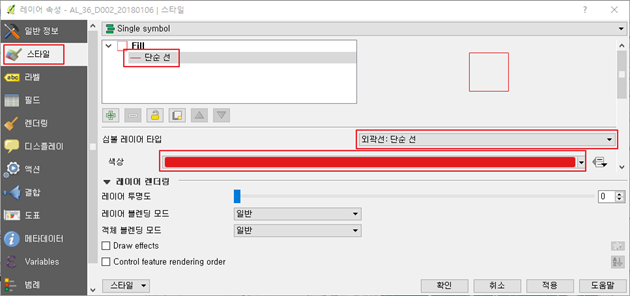 레이어 속성 - AL_36_D002_20180106 | 스타일
일반 정보
스타일
라벨
필드
렌더링
디스플레이
액션
결합
도표
메타데이터
Variables
범례
Single symbol
Fill
단순 선
심볼 레이어 타입
외곽선: 단순 선
색상
레이어 렌더링
레이어 투명도
0
레이어 블렌딩 모드
일반
객체 블렌딩 모드
일반
Draw effects
Control feature rendering order
스타일
확인
취소
적용
도움말